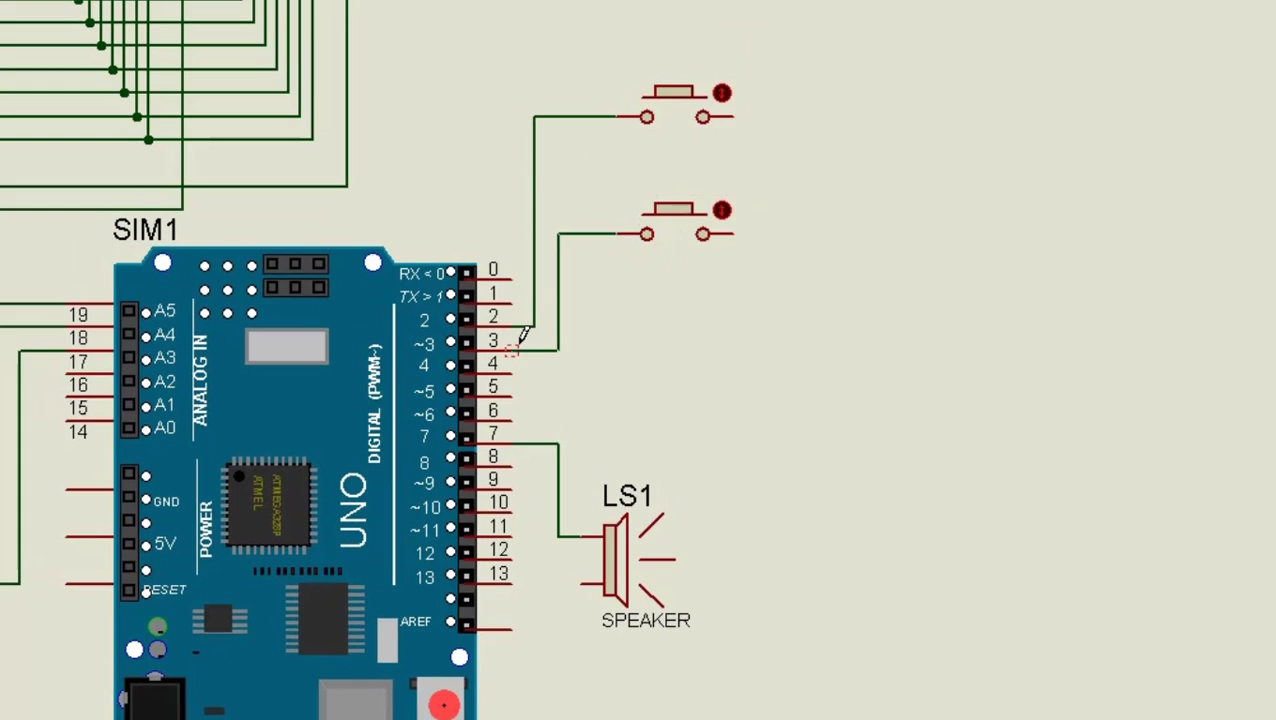 SIM1
RX < 0
0
TX > 1
1
2
2
~3
3
4
4
~5
5
~6
6
7
7
8
8
~9
9
~10
10
~11
11
12
12
13
13
AREF
19
A5
18
A4
17
A3
16
A2
15
A1
14
A0
ANALOG IN
DIGITAL (PWM~)
UNO
GND
5V
POWER
RESET
ATMEL
LS1
SPEAKER